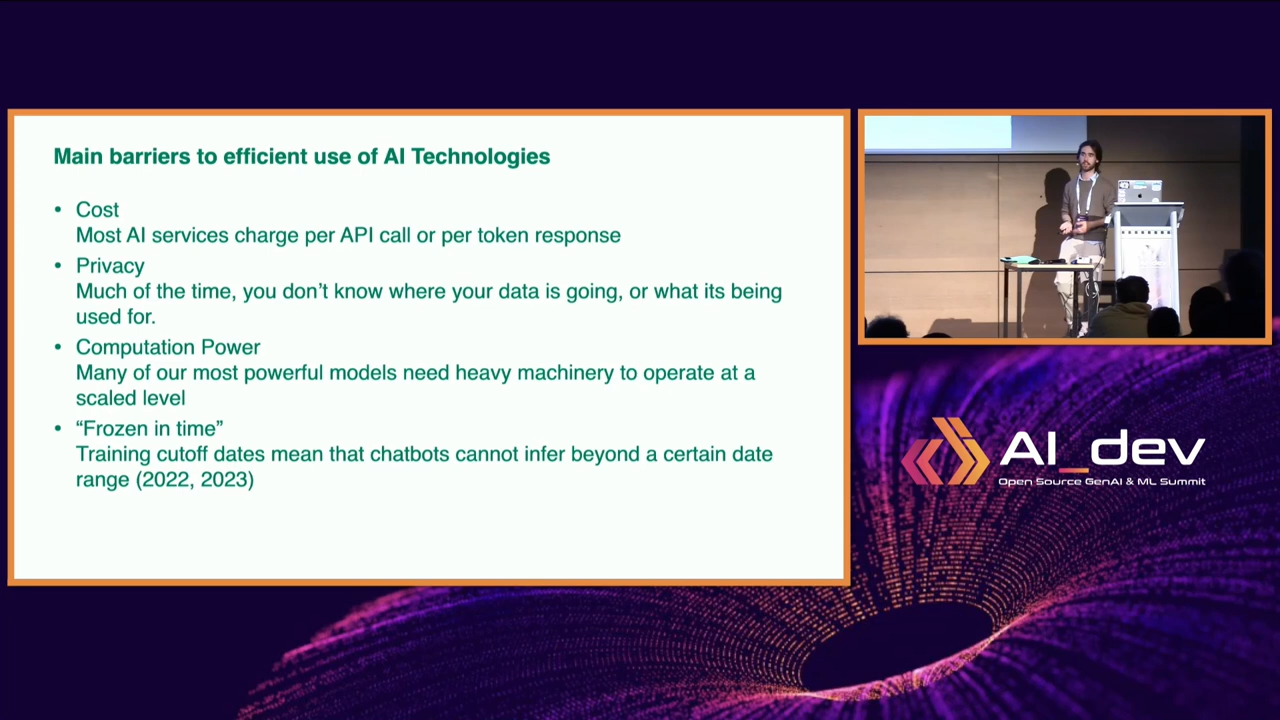 Main barriers to efficient use of AI Technologies
• Cost
Most AI services charge per API call or per token response
• Privacy
Much of the time, you don’t know where your data is going, or what its being
used for.
• Computation Power
Many of our most powerful models need heavy machinery to operate at a
scaled level
• “Frozen in time”
Training cutoff dates mean that chatbots cannot infer beyond a certain date
range (2022, 2023)
AI_dev
Open Source GenAI & ML Summit